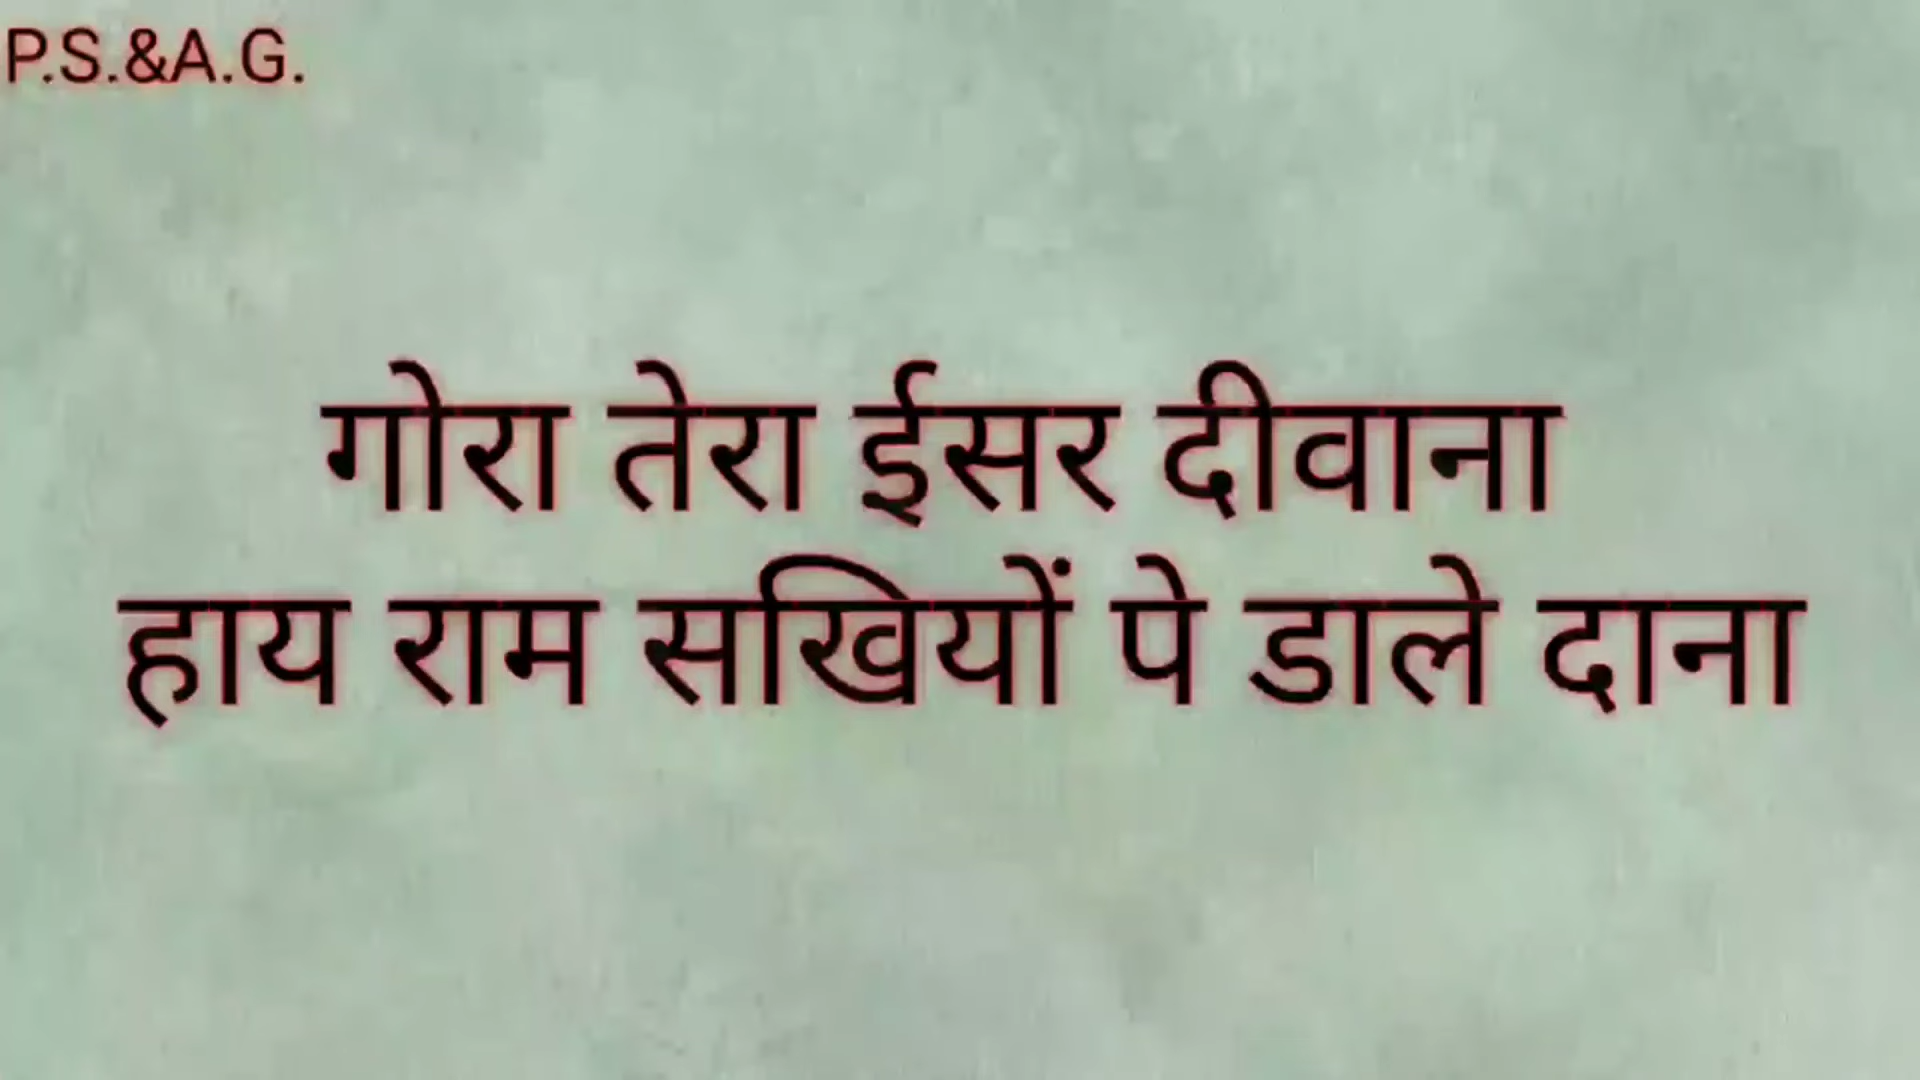 P.S.&A.G.
गोरा तेरा ईसर दीवाना
हाय राम सखियों पे डाले दाना